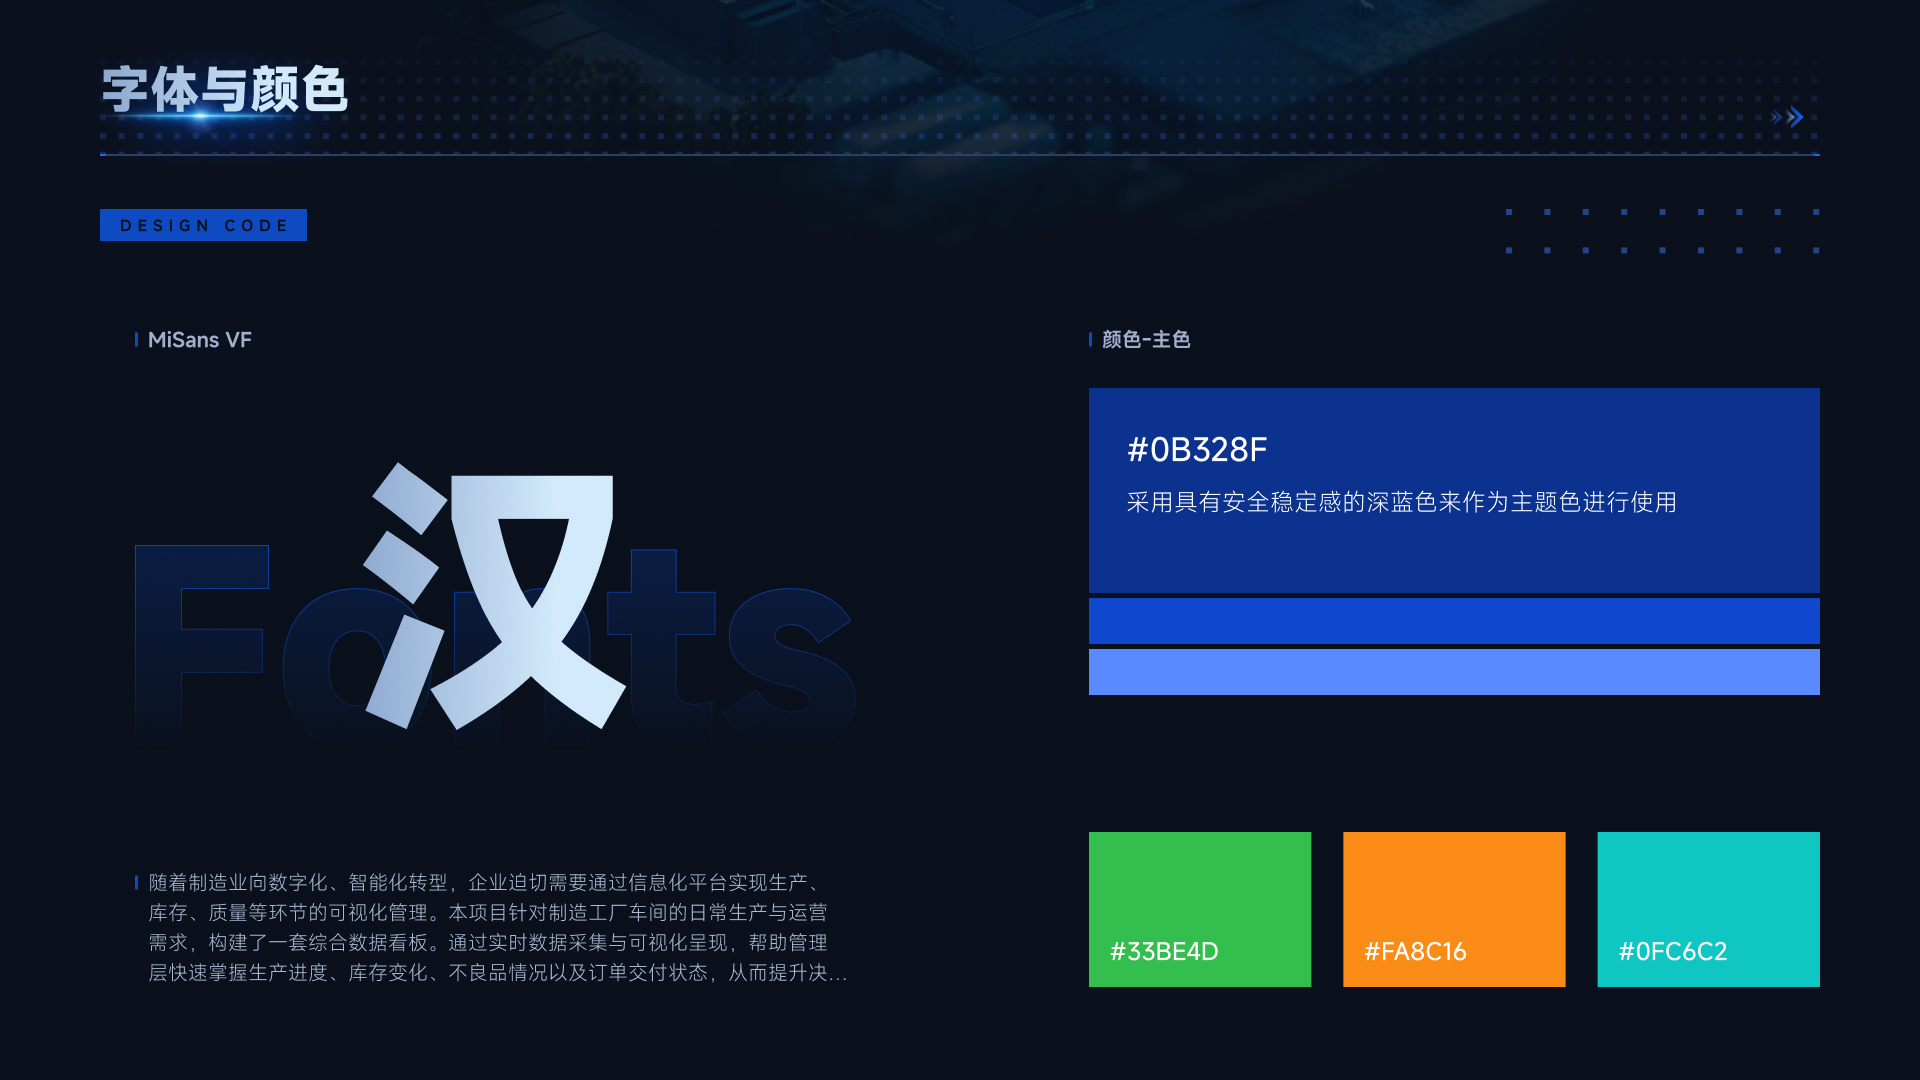 字体与颜色
DESIGN CODE
MiSans VF
Fonts
汉
随着制造业向数字化、智能化转型，企业迫切需要通过信息化平台实现生产、
库存、质量等环节的可视化管理。本项目针对制造工厂车间的日常生产与运营
需求，构建了一套综合数据看板。通过实时数据采集与可视化呈现，帮助管理
层快速掌握生产进度、库存变化、不良品情况以及订单交付状态，从而提升决...
颜色-主色
#0B328F
采用具有安全稳定感的深蓝色来作为主题色进行使用
#33BE4D
#FA8C16
#0FC6C2